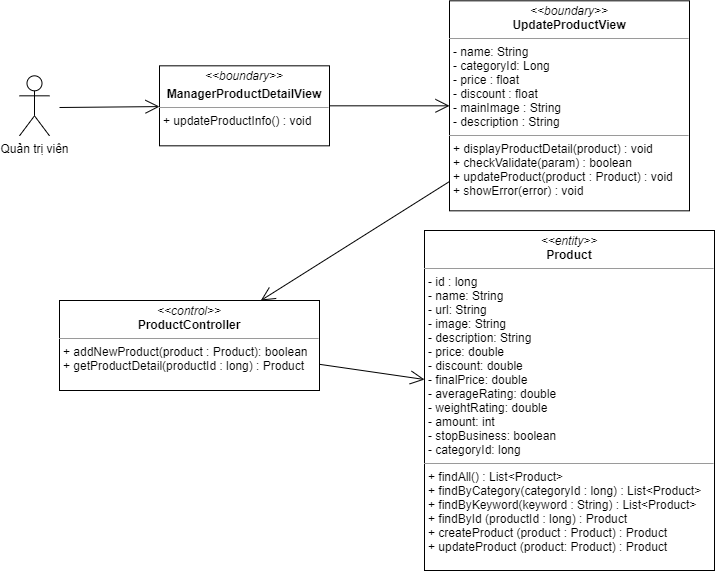 <<boundary>>
UpdateProductView
- name: String
- categoryId: Long
- price : float
- discount : float
- mainImage : String
- description : String
+ displayProductDetail(product) : void
+ checkValidate(param) : boolean
+ updateProduct(product : Product) : void
+ showError(error) : void
<<boundary>>
ManagerProductDetailView
+ updateProductInfo() : void
Quản trị viên
<<control>>
ProductController
+ addNewProduct(product : Product): boolean
+ getProductDetail(productId : long) : Product
<<entity>>
Product
- id : long
- name: String
- url: String
- image: String
- description: String
- price: double
- discount: double
- finalPrice: double
- averageRating: double
- weightRating: double
- amount: int
- stopBusiness: boolean
- categoryId: long
+ findAll() : List<Product>
+ findByCategory(categoryId : long) : List<Product>
+ findByKeyword(keyword : String) : List<Product>
+ findById (productId : long) : Product
+ createProduct (product : Product) : Product
+ updateProduct (product: Product) : Product